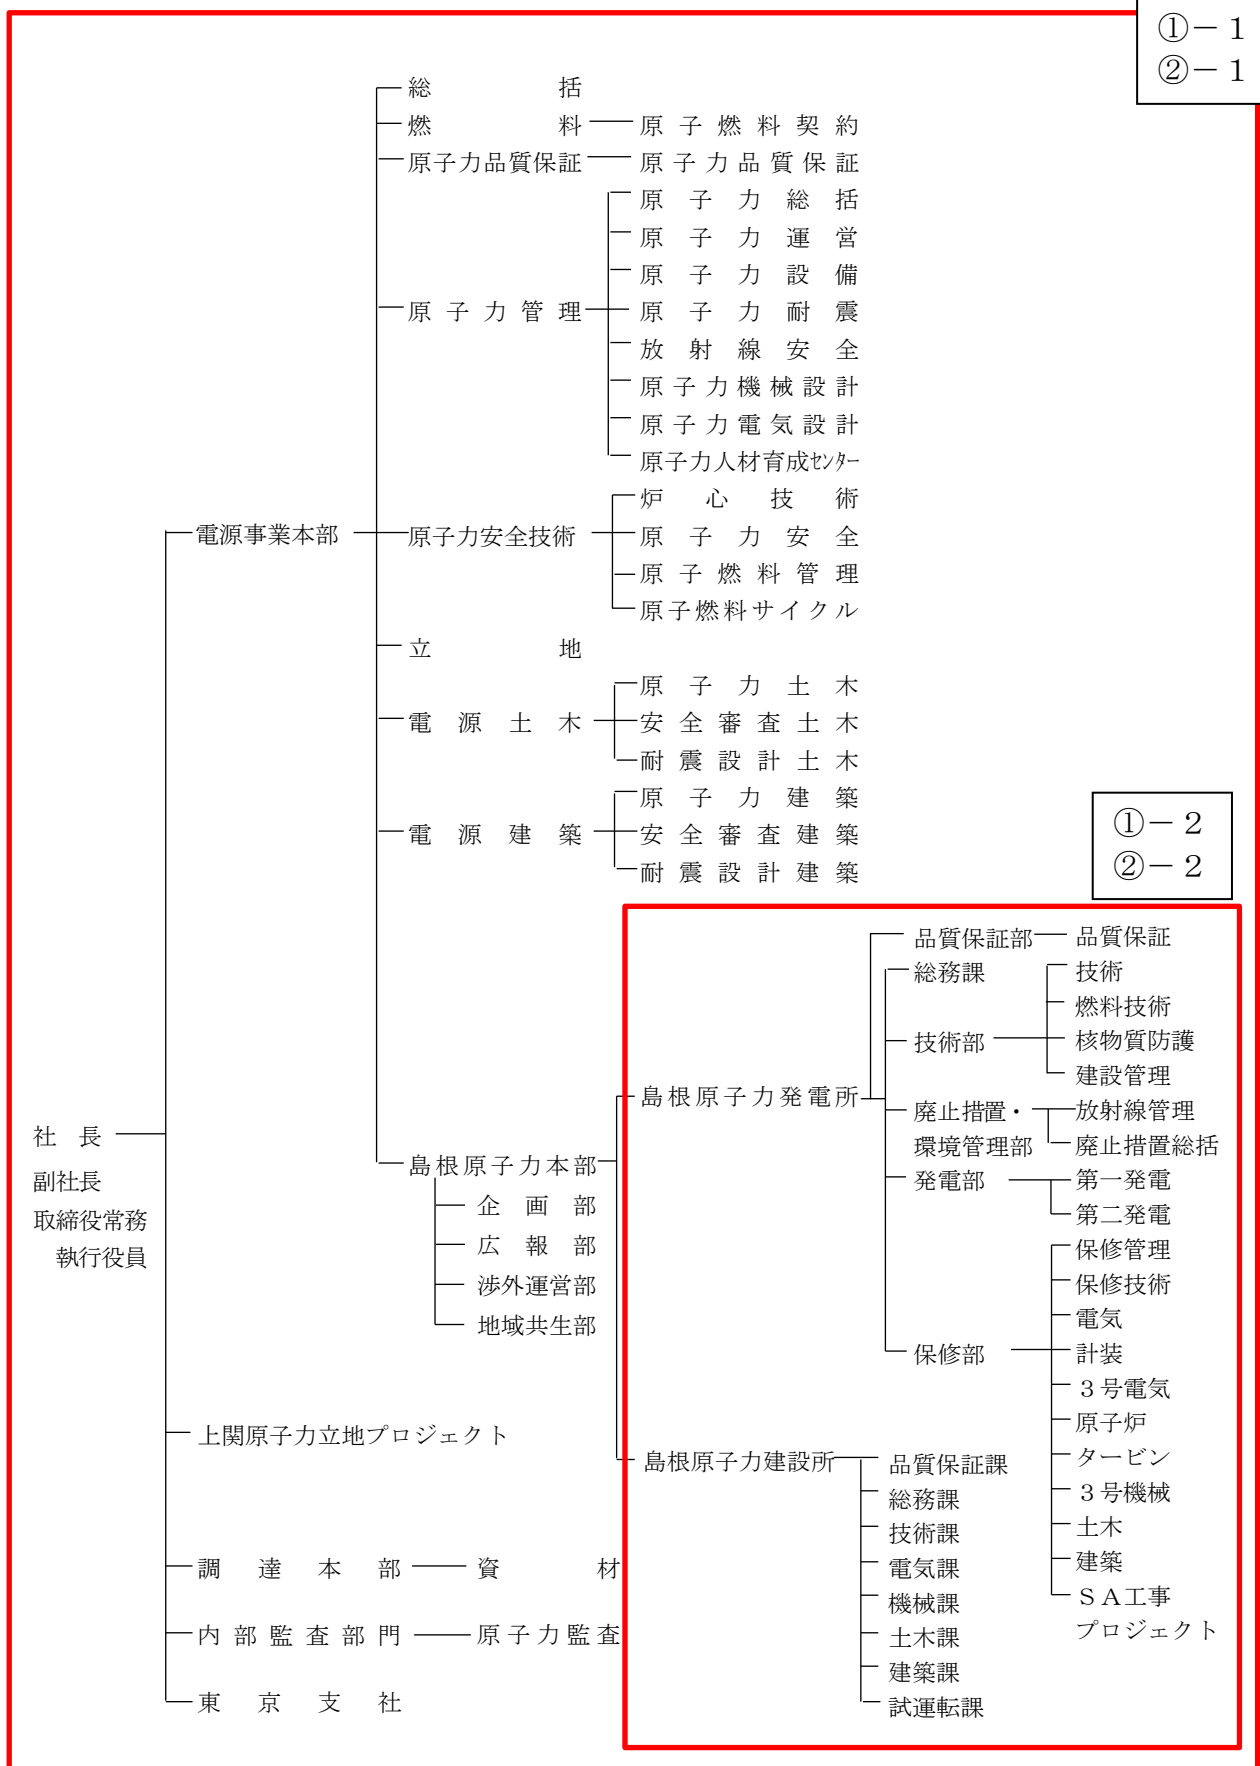 ①－１
②－１
総括
燃料 原子燃料契約
原子力品質保証 原子力品質保証
原子力総括
原子力運営
原子力設備
原子力管理 原子力耐震
放射線安全
原子力機械設計
原子力電気設計
原子力人材育成ｾﾝﾀｰ
炉心技術
電源事業本部 原子力安全技術 原子力安全
原子燃料管理
原子燃料サイクル
立地
原子力土木
電源土木 安全審査土木
耐震設計土木
原子力建築
電源建築 安全審査建築
耐震設計建築
①－２
②－２
品質保証部 品質保証
総務課 技術
燃料技術
技術部 核物質防護
建設管理
島根原子力発電所 廃止措置・ 放射線管理
環境管理部 廃止措置総括
社長 島根原子力本部 発電部 第一発電
副社長 企画部 第二発電
取締役常務 広報部 保修管理
執行役員 渉外運営部 保修技術
地域共生部 電気
保修部 計装
３号電気
原子炉
上関原子力立地プロジェクト
島根原子力建設所 品質保証課 タービン
総務課 ３号機械
技術課 土木
調達本部 資材 電気課 建築
機械課 ＳＡ工事
内部監査部門 原子力監査 土木課 プロジェクト
建築課
東京支社 試運転課